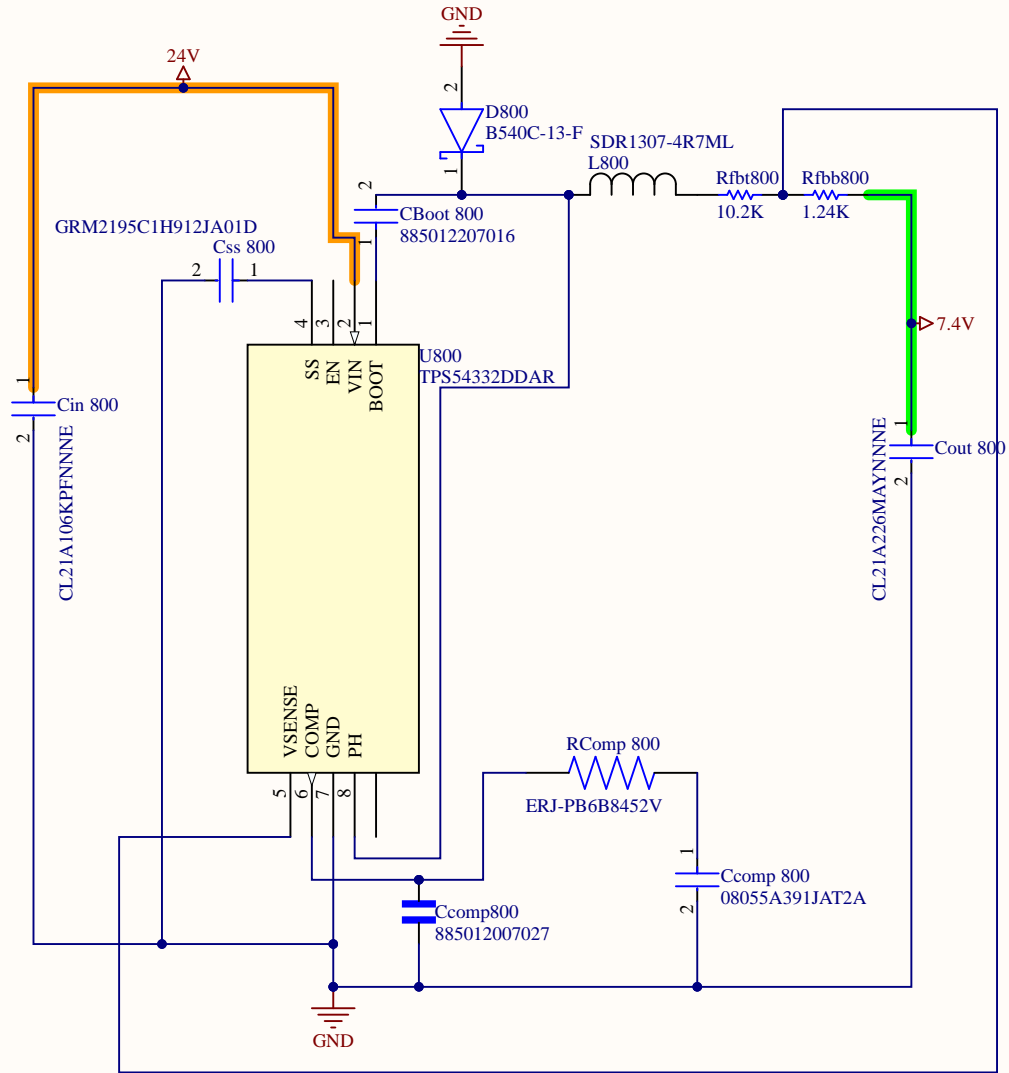 GND
24V
2
D800
B540C-13-F
1
SDR1307-4R7ML
L800
Rfbt800
10.2K
Rfbb800
1.24K
2
CBoot 800
885012207016
1
GRM2195C1H912JA01D
Css 800
2 1
4 3 2 1
SS EN VIN BOOT
U800
TPS54332DDAR
7.4V
1
Cin 800
2
CL21A106KPFNNNE
1
Cout 800
2
CL21A226MAYNNNE
VSENSE COMP GND PH
5 6 7 8
RComp 800
ERJ-PB6B8452V
1
Ccomp 800
08055A391JAT2A
2
Ccomp800
885012007027
GND